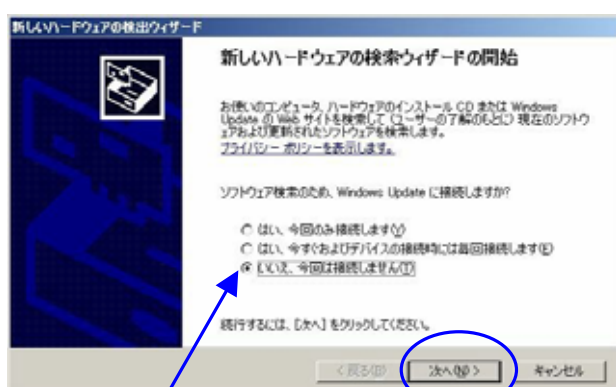 新しいハードウェアの検出ウィザード
新しいハードウェアの検索ウィザードの開始
お使いのコンピュータ、ハードウェアのインストール CD または Windows
Update の Web サイトを検索して (ユーザーの了解のもとに) 現在のソフトウ
ェアおよび更新されたソフトウェアを検索します。
プライバシー ポリシーを表示します。
ソフトウェア検索のため、Windows Update に接続しますか?
はい、今回のみ接続します(Y)
はい、今すぐおよびデバイスの接続時には毎回接続します(E)
いいえ、今回は接続しません(T)
続行するには、[次へ] をクリックしてください。
< 戻る(B)
次へ(N) >
キャンセル